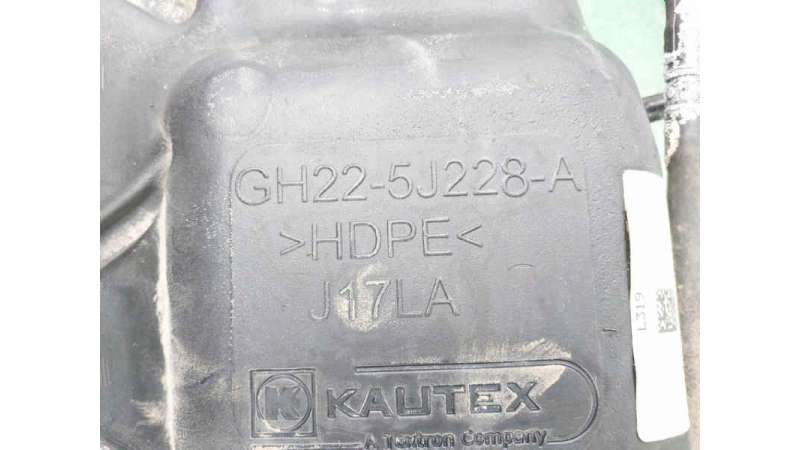 GH22-5J228-A
>HDPE<
J17LA
K KAUTEX
A Textron Company
L319